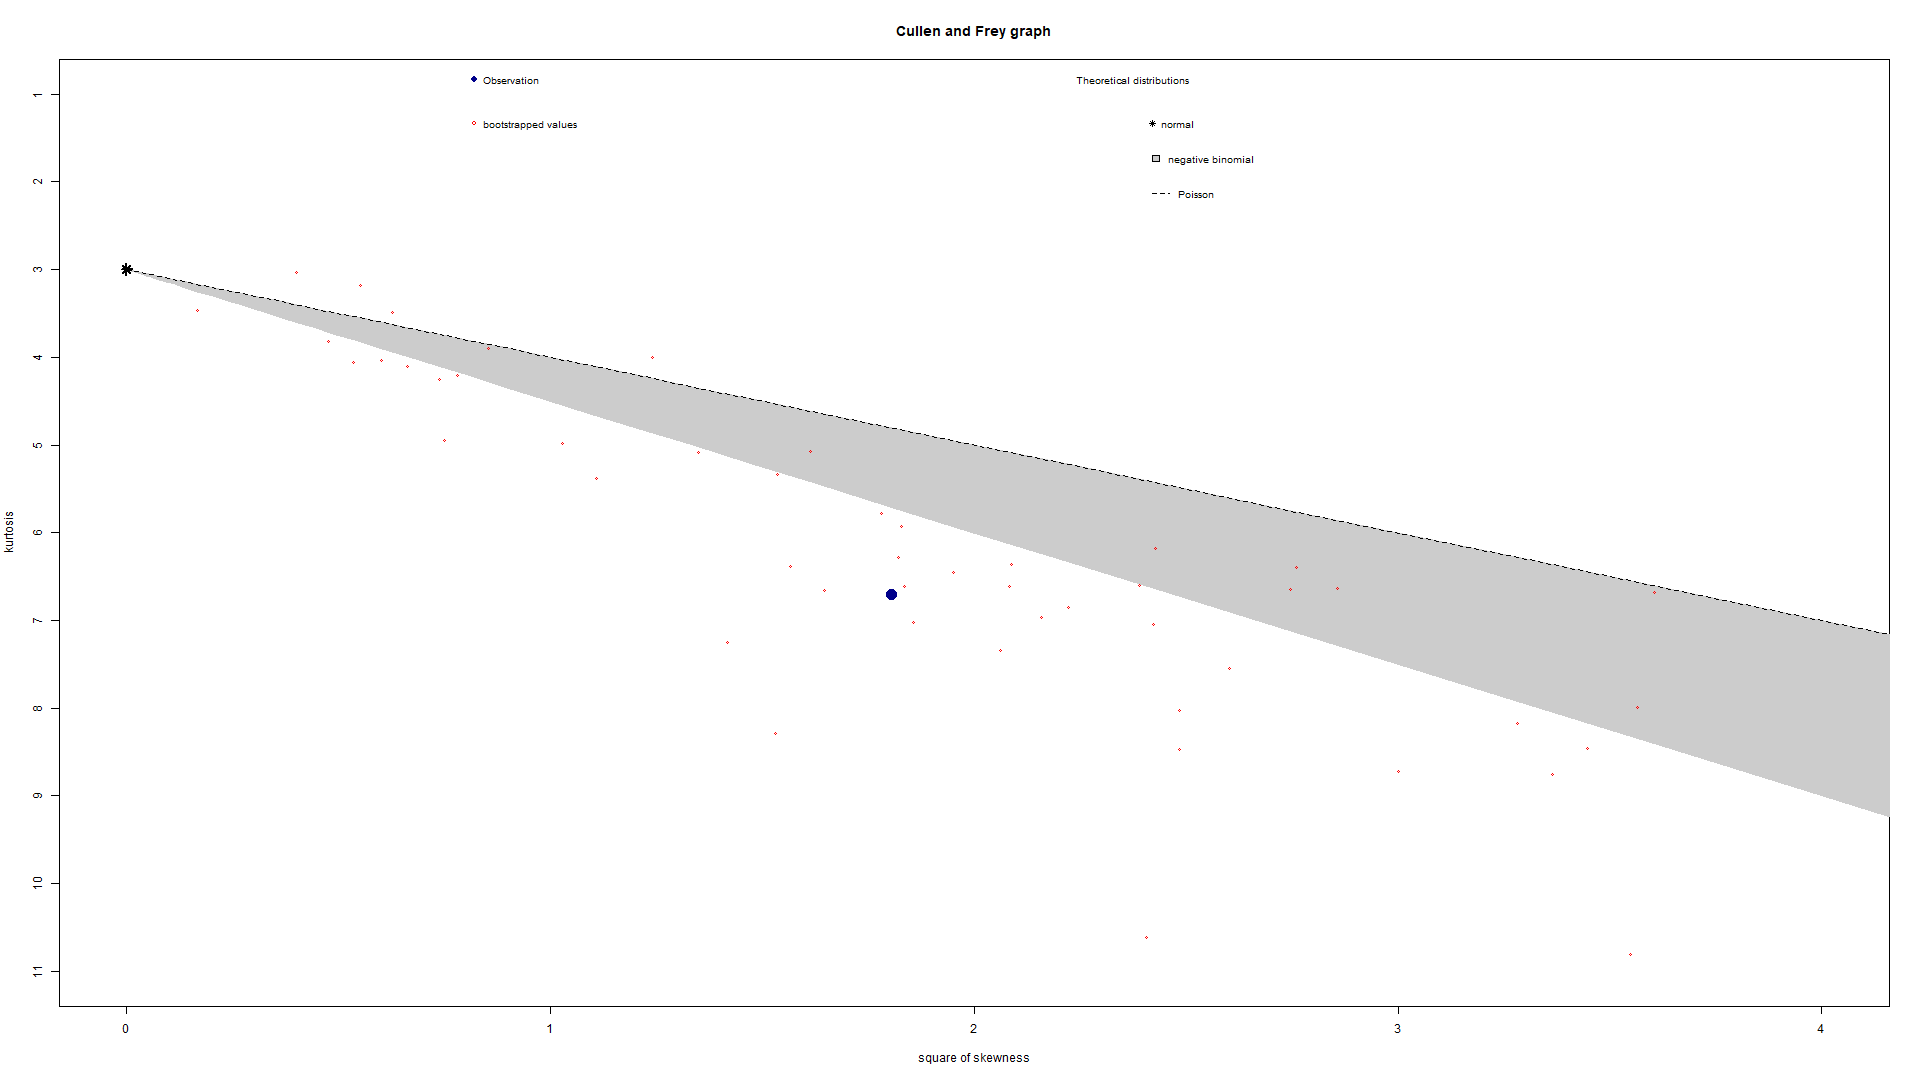 Cullen and Frey graph
Observation
bootstrapped values
Theoretical distributions
normal
negative binomial
Poisson
kurtosis
1
2
3
4
5
6
7
8
9
10
11
0
1
2
3
4
square of skewness